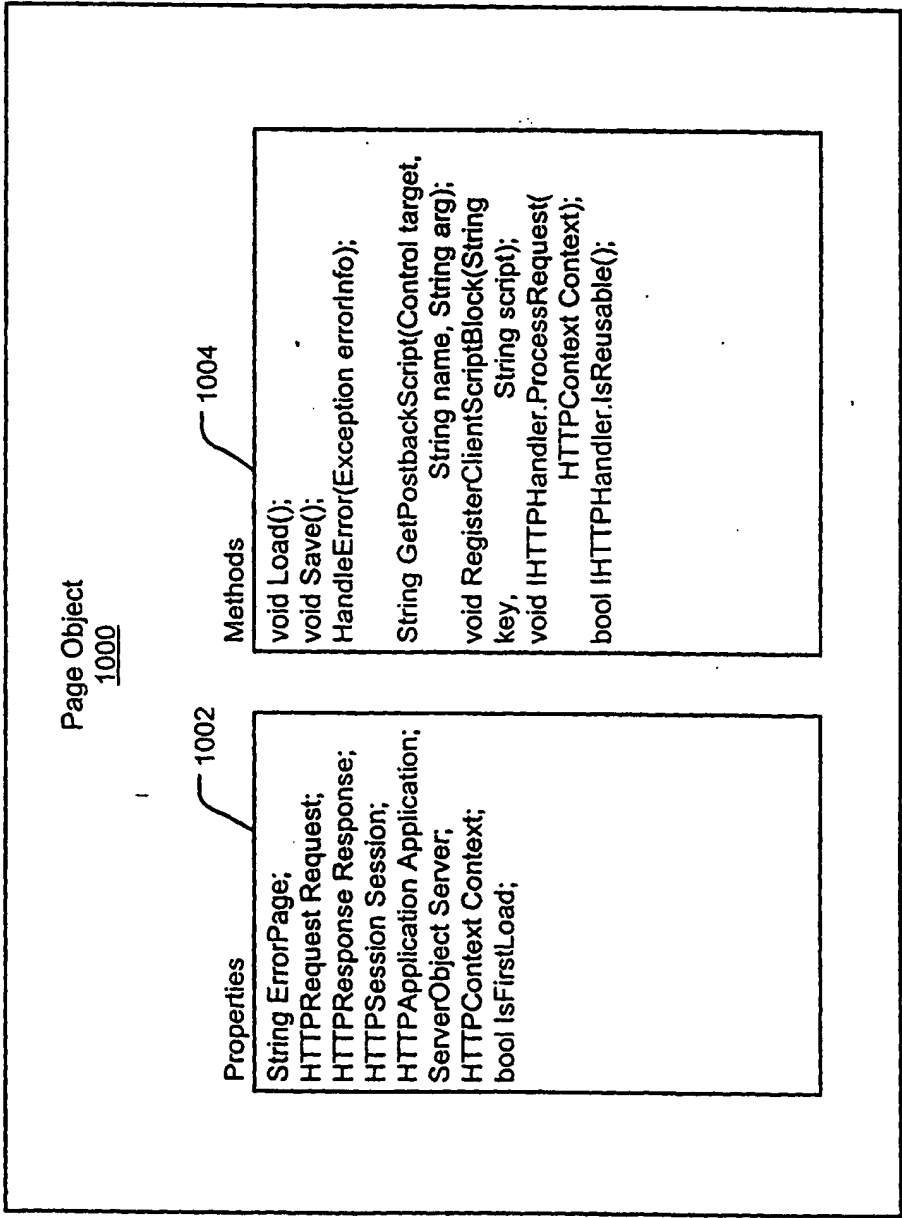 Page Object
1000
1002
Properties
String ErrorPage;
HTTPRequest Request;
HTTPResponse Response;
HTTPSession Session;
HTTPApplication Application;
ServerObject Server;
HTTPContext Context;
bool IsFirstLoad;
1004
Methods
void Load();
void Save();
HandleError(Exception errorInfo);
String GetPostbackScript(Control target,
String name, String arg);
void RegisterClientScriptBlock(String
key,
String script);
void IHTTPHandler.ProcessRequest(
HTTPContext Context);
bool IHTTPHandler.IsReusable();